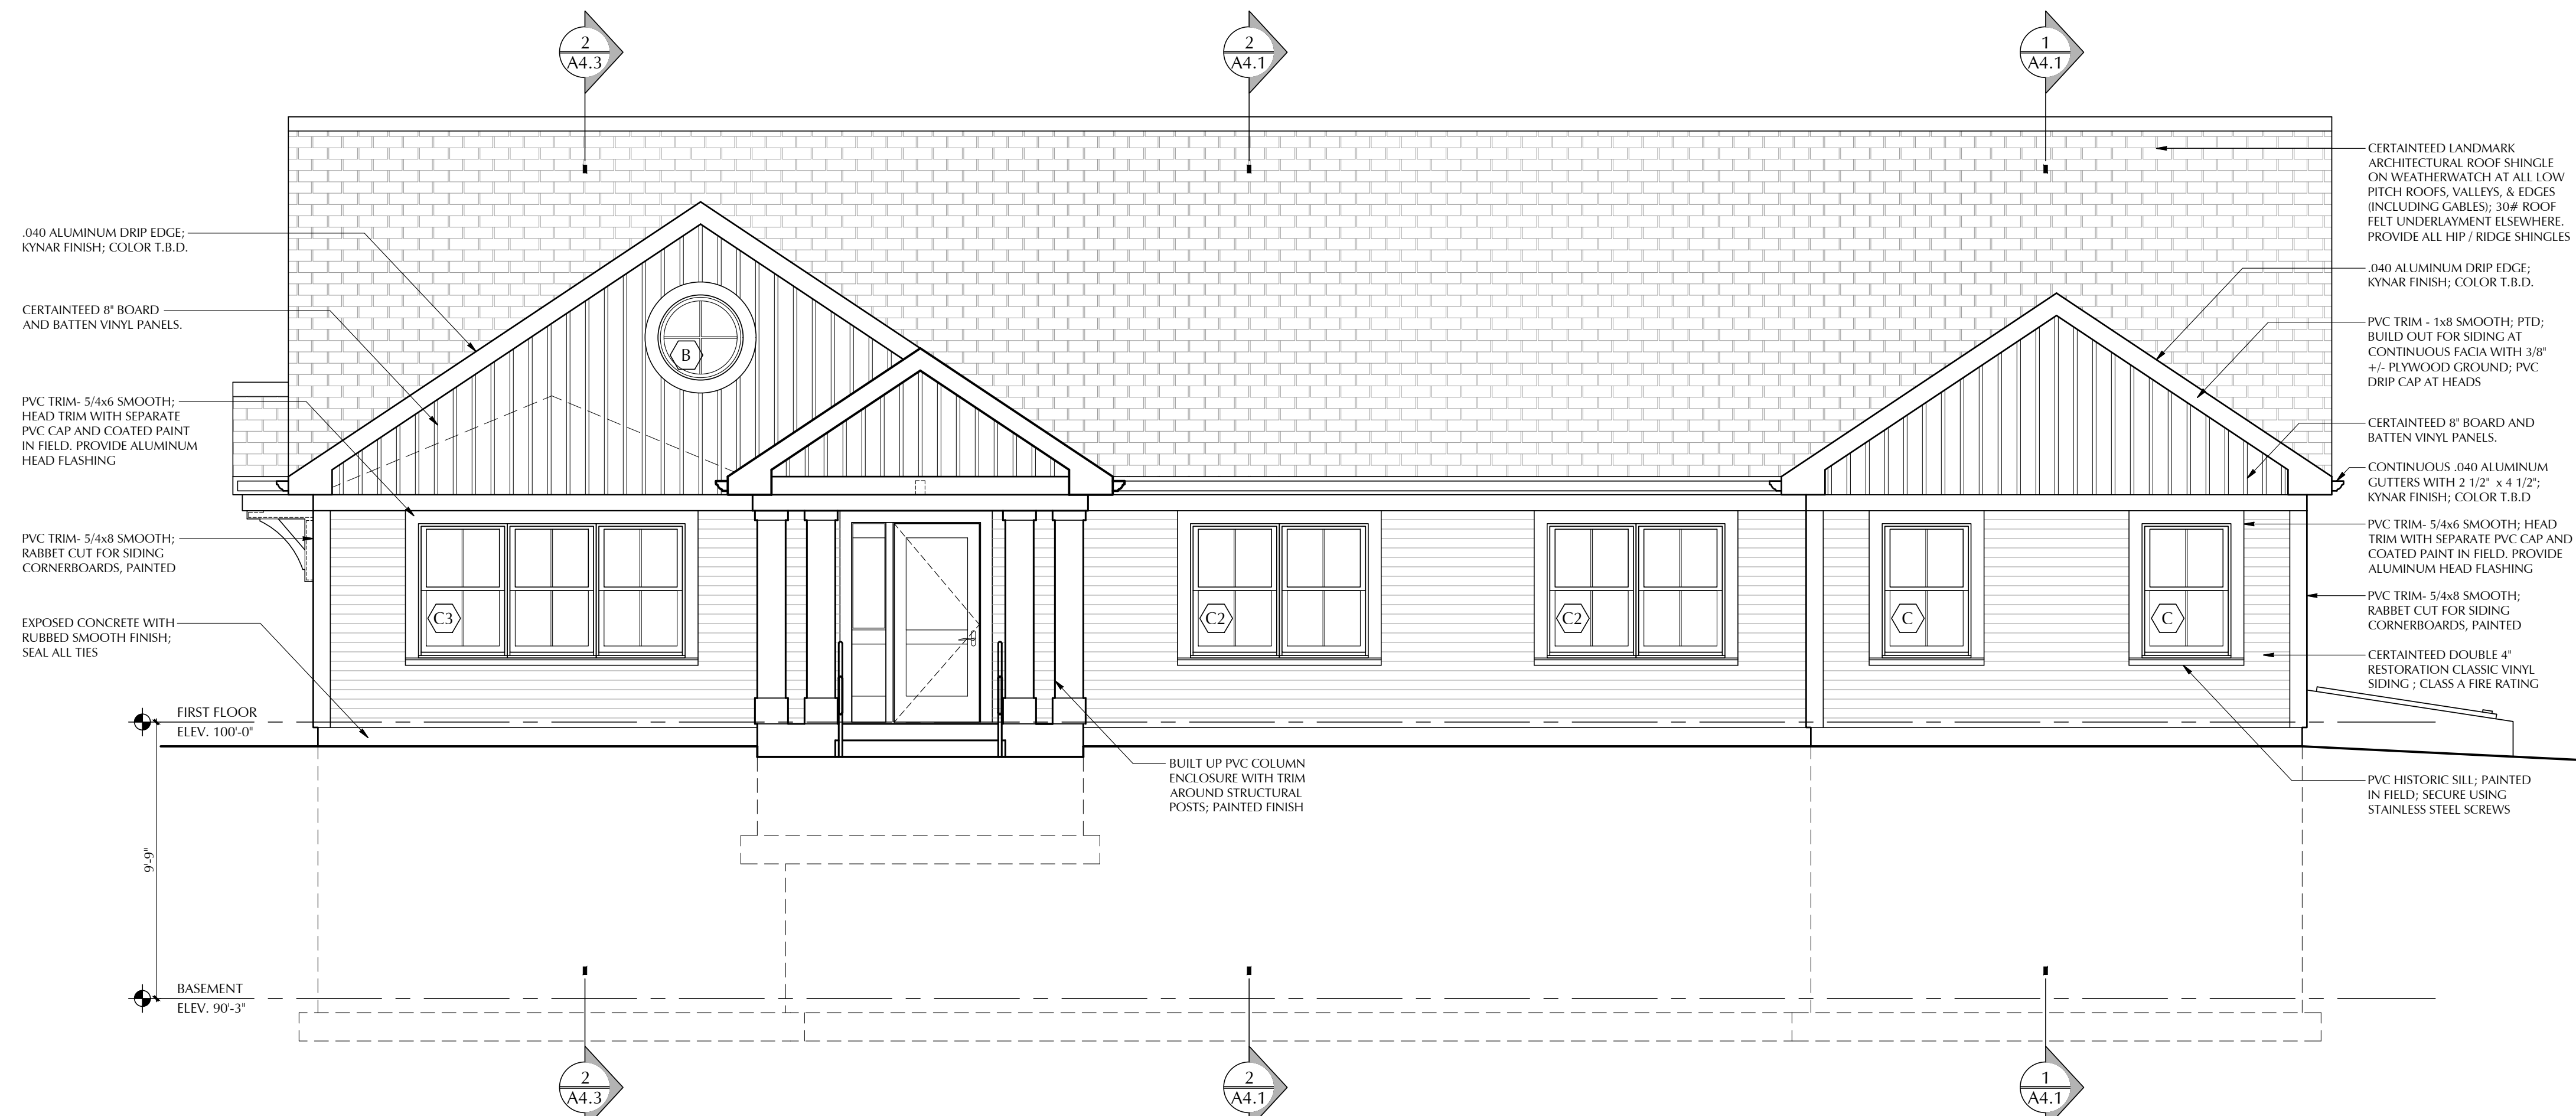 2
A4.3
2
A4.1
1
A4.1
.040 ALUMINUM DRIP EDGE;
KYNAR FINISH; COLOR T.B.D.
CERTAINTEED 8" BOARD
AND BATTEN VINYL PANELS.
PVC TRIM- 5/4x6 SMOOTH;
HEAD TRIM WITH SEPARATE
PVC CAP AND COATED PAINT
IN FIELD. PROVIDE ALUMINUM
HEAD FLASHING
PVC TRIM- 5/4x8 SMOOTH;
RABBET CUT FOR SIDING
CORNERBOARDS, PAINTED
EXPOSED CONCRETE WITH
RUBBED SMOOTH FINISH;
SEAL ALL TIES
FIRST FLOOR
ELEV. 100'-0"
9'-9"
BASEMENT
ELEV. 90'-3"
B
C3
C2
C2
C
C
BUILT UP PVC COLUMN
ENCLOSURE WITH TRIM
AROUND STRUCTURAL
POSTS; PAINTED FINISH
CERTAINTEED LANDMARK
ARCHITECTURAL ROOF SHINGLE
ON WEATHERWATCH AT ALL LOW
PITCH ROOFS, VALLEYS, & EDGES
(INCLUDING GABLES); 30# ROOF
FELT UNDERLAYMENT ELSEWHERE.
PROVIDE ALL HIP / RIDGE SHINGLES
.040 ALUMINUM DRIP EDGE;
KYNAR FINISH; COLOR T.B.D.
PVC TRIM - 1x8 SMOOTH; PTD;
BUILD OUT FOR SIDING AT
CONTINUOUS FACIA WITH 3/8"
+/- PLYWOOD GROUND; PVC
DRIP CAP AT HEADS
CERTAINTEED 8" BOARD AND
BATTEN VINYL PANELS.
CONTINUOUS .040 ALUMINUM
GUTTERS WITH 2 1/2" x 4 1/2";
KYNAR FINISH; COLOR T.B.D
PVC TRIM- 5/4x6 SMOOTH; HEAD
TRIM WITH SEPARATE PVC CAP AND
COATED PAINT IN FIELD. PROVIDE
ALUMINUM HEAD FLASHING
PVC TRIM- 5/4x8 SMOOTH;
RABBET CUT FOR SIDING
CORNERBOARDS, PAINTED
CERTAINTEED DOUBLE 4"
RESTORATION CLASSIC VINYL
SIDING ; CLASS A FIRE RATING
PVC HISTORIC SILL; PAINTED
IN FIELD; SECURE USING
STAINLESS STEEL SCREWS
2
A4.3
2
A4.1
1
A4.1